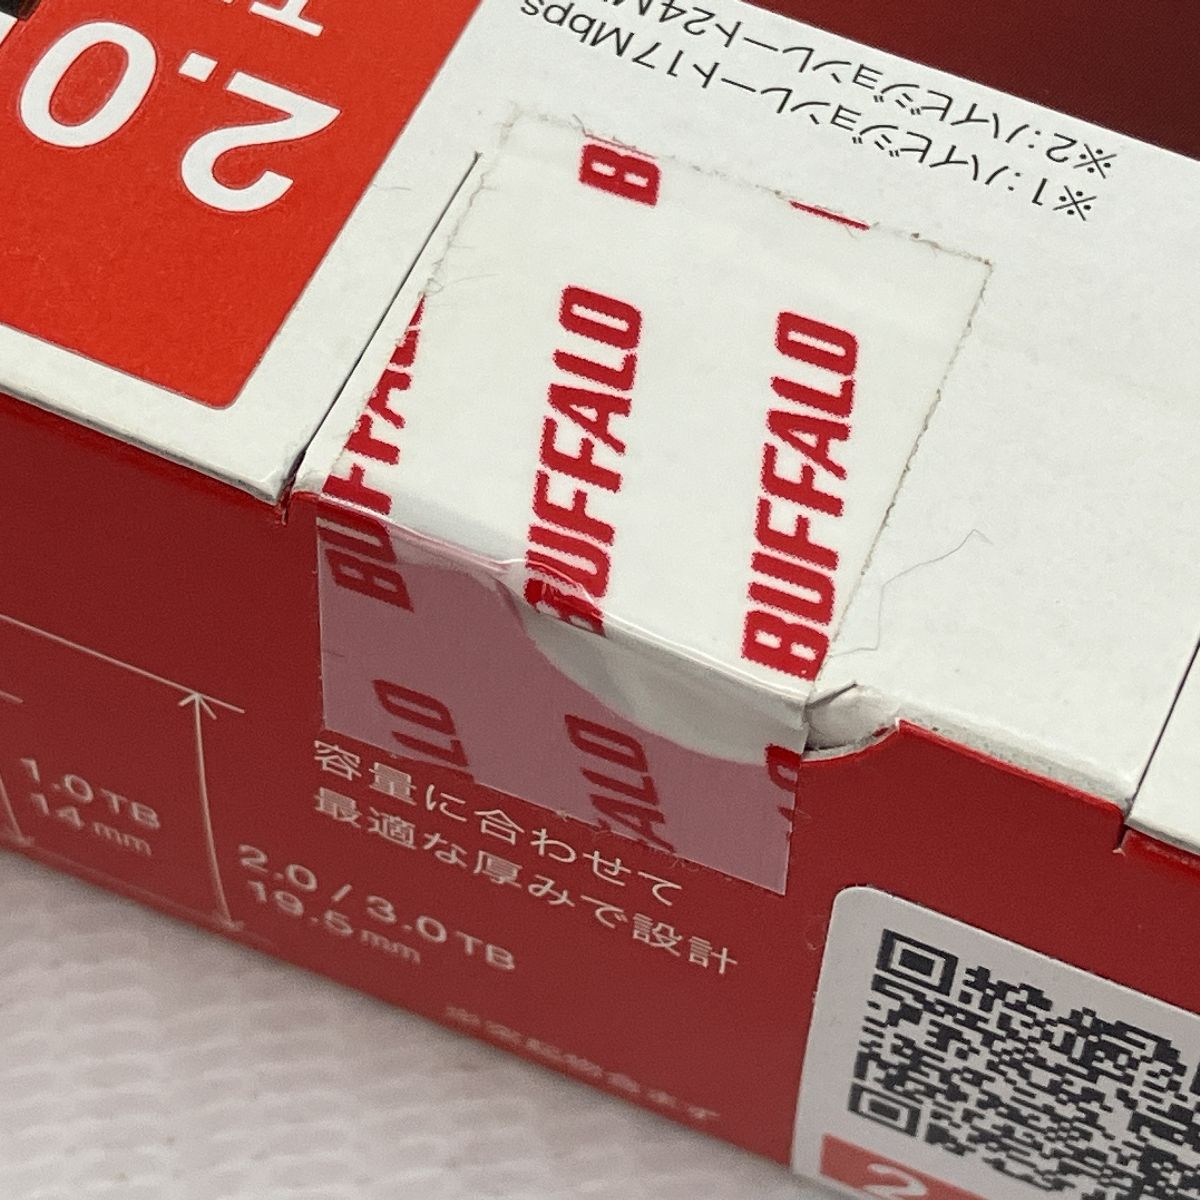 2.0
※1:ハイビジョンレート17Mbps
※2:ハイビジョンレート24M
B
BUFFALO
BUFFALO
BUFFALO
ALO
FALO
1.0TB
14mm
2.0/3.0TB
19.5mm
容量に合わせて
最適な厚みで設計
2